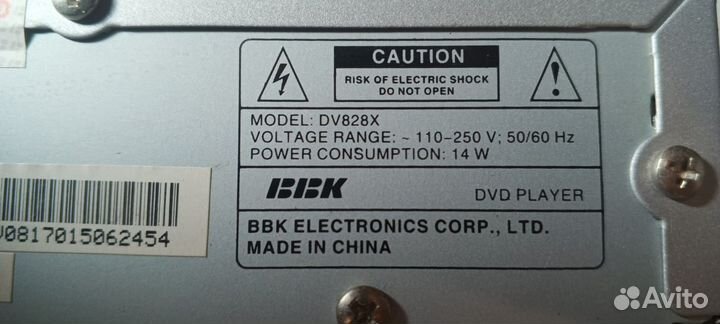 CAUTION
RISK OF ELECTRIC SHOCK
DO NOT OPEN
MODEL: DV828X
VOLTAGE RANGE: ~ 110-250 V; 50/60 Hz
POWER CONSUMPTION: 14 W
BBK
DVD PLAYER
BBK ELECTRONICS CORP., LTD.
MADE IN CHINA
0817015062454
Avito